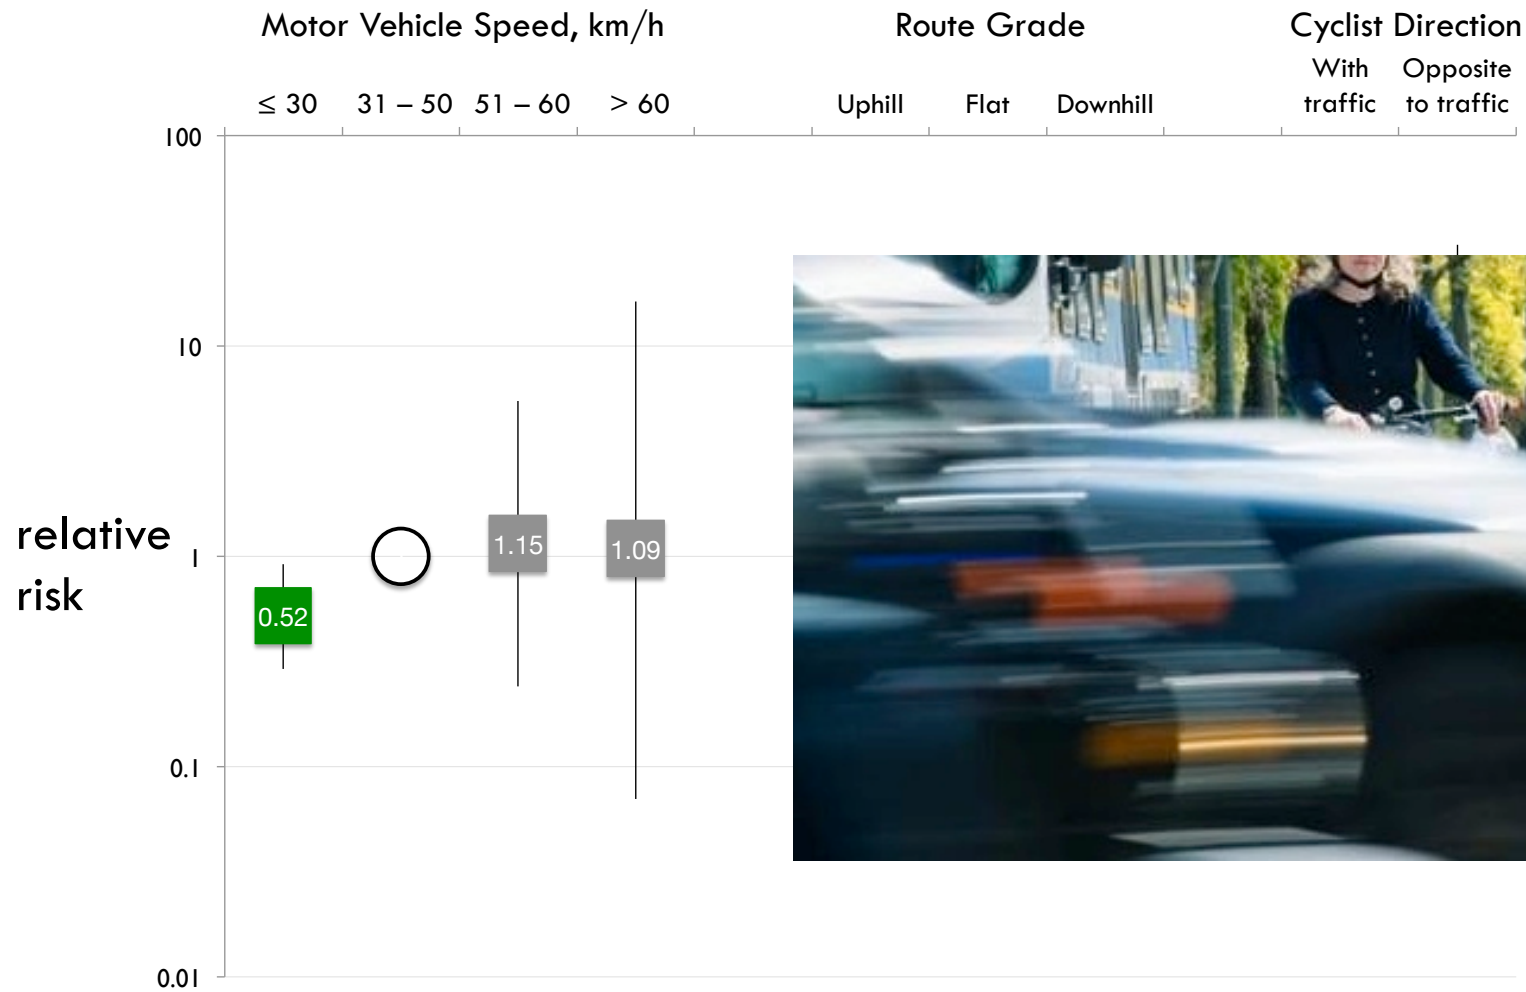 Motor Vehicle Speed, km/h
Route Grade
Cyclist Direction
≤ 30
31 – 50
51 – 60
> 60
Uphill
Flat
Downhill
With
traffic
Opposite
to traffic
100
10
1
0.1
0.01
relative
risk
0.52
1.15
1.09